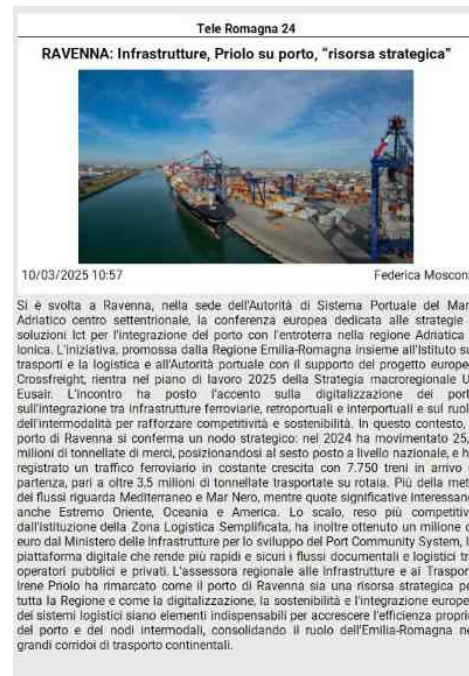 Tele Romagna 24
RAVENNA: Infrastrutture, Priolo su porto, “risorsa strategica”
10/03/2025 10:57
Federica Mosconi
Si è svolta a Ravenna, nella sede dell'Autorità di Sistema Portuale del Mar
Adriatico centro settentrionale, la conferenza europea dedicata alle strategie
soluzioni Ict per l'integrazione del porto con l'entroterra nella regione Adriatica
Ionica. L'iniziativa, promossa dalla Regione Emilia-Romagna insieme all'Istituto su
trasporti e la logistica e all'Autorità portuale con il supporto del progetto europe
Crossfreight, rientra nel piano di lavoro 2025 della Strategia macroregionale U
Eusair. L'incontro ha posto l'accento sulla digitalizzazione dei port
sull'integrazione tra infrastrutture ferroviarie, retroportuali e interportuali e sul ruol
dell'intermodalità per rafforzare competitività e sostenibilità. In questo contesto,
porto di Ravenna si conferma un nodo strategico: nel 2024 ha movimentato 25,
milioni di tonnellate di merci, posizionandosi al sesto posto a livello nazionale, e h
registrato un traffico ferroviario in costante crescita con 7.750 treni in arrivo
partenza, pari a oltre 3,5 milioni di tonnellate trasportate su rotaia. Più della met
dei flussi riguarda Mediterraneo e Mar Nero, mentre quote significative interessan
anche Estremo Oriente, Oceania e America. Lo scalo, reso più competitiv
dall'istituzione della Zona Logistica Semplificata, ha inoltre ottenuto un milione d
euro dal Ministero delle Infrastrutture per lo sviluppo del Port Community System, l
piattaforma digitale che rende più rapidi e sicuri i flussi documentali e logistici tr
operatori pubblici e privati. L'assessora regionale alle Infrastrutture e ai Traspor
Irene Priolo ha rimarcato come il porto di Ravenna sia una risorsa strategica pe
tutta la Regione e come la digitalizzazione, la sostenibilità e l'integrazione europe
dei sistemi logistici siano elementi indispensabili per accrescere l'efficienza propri
del porto e dei nodi intermodali, consolidando il ruolo dell'Emilia-Romagna ne
grandi corridoi di trasporto continentali.